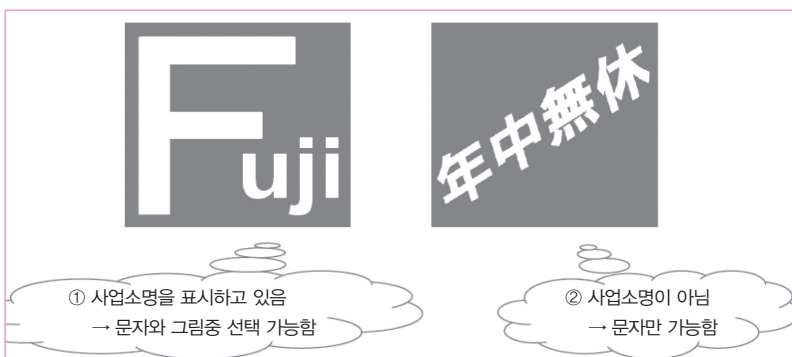 Fuji
年中無休
① 사업소명을 표시하고 있음
→ 문자와 그림중 선택 가능함
② 사업소명이 아님
→ 문자만 가능함